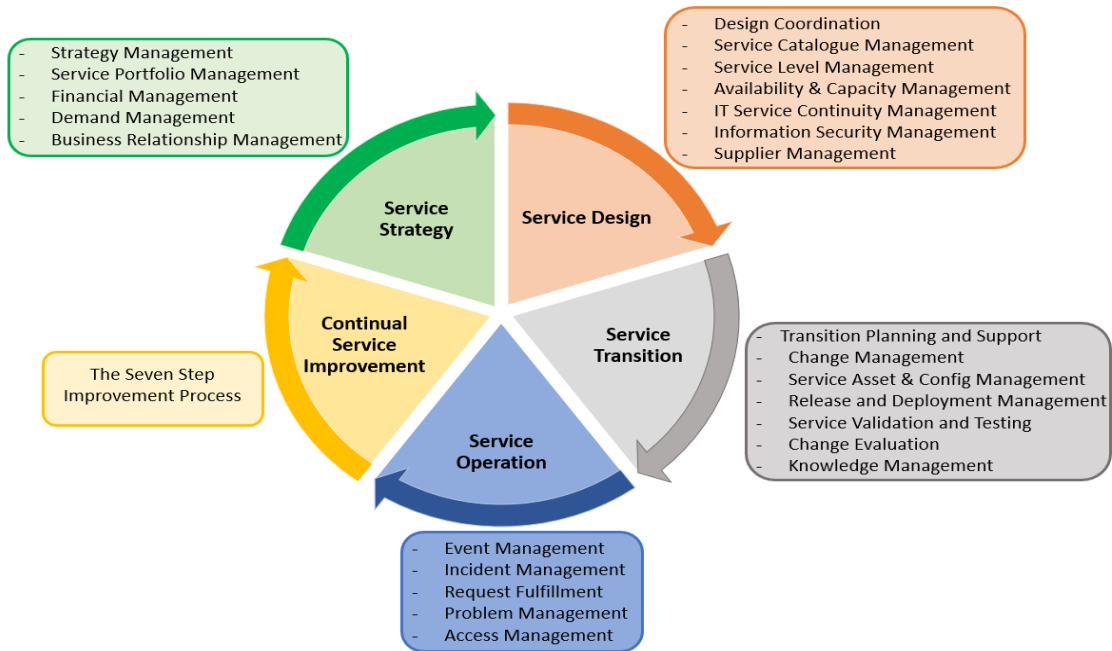 - Strategy Management
- Service Portfolio Management
- Financial Management
- Demand Management
- Business Relationship Management
- Design Coordination
- Service Catalogue Management
- Service Level Management
- Availability & Capacity Management
- IT Service Continuity Management
- Information Security Management
- Supplier Management
Service
Strategy
Service Design
Continual
Service
Improvement
Service
Transition
Service
Operation
The Seven Step
Improvement Process
- Transition Planning and Support
- Change Management
- Service Asset & Config Management
- Release and Deployment Management
- Service Validation and Testing
- Change Evaluation
- Knowledge Management
- Event Management
- Incident Management
- Request Fulfillment
- Problem Management
- Access Management